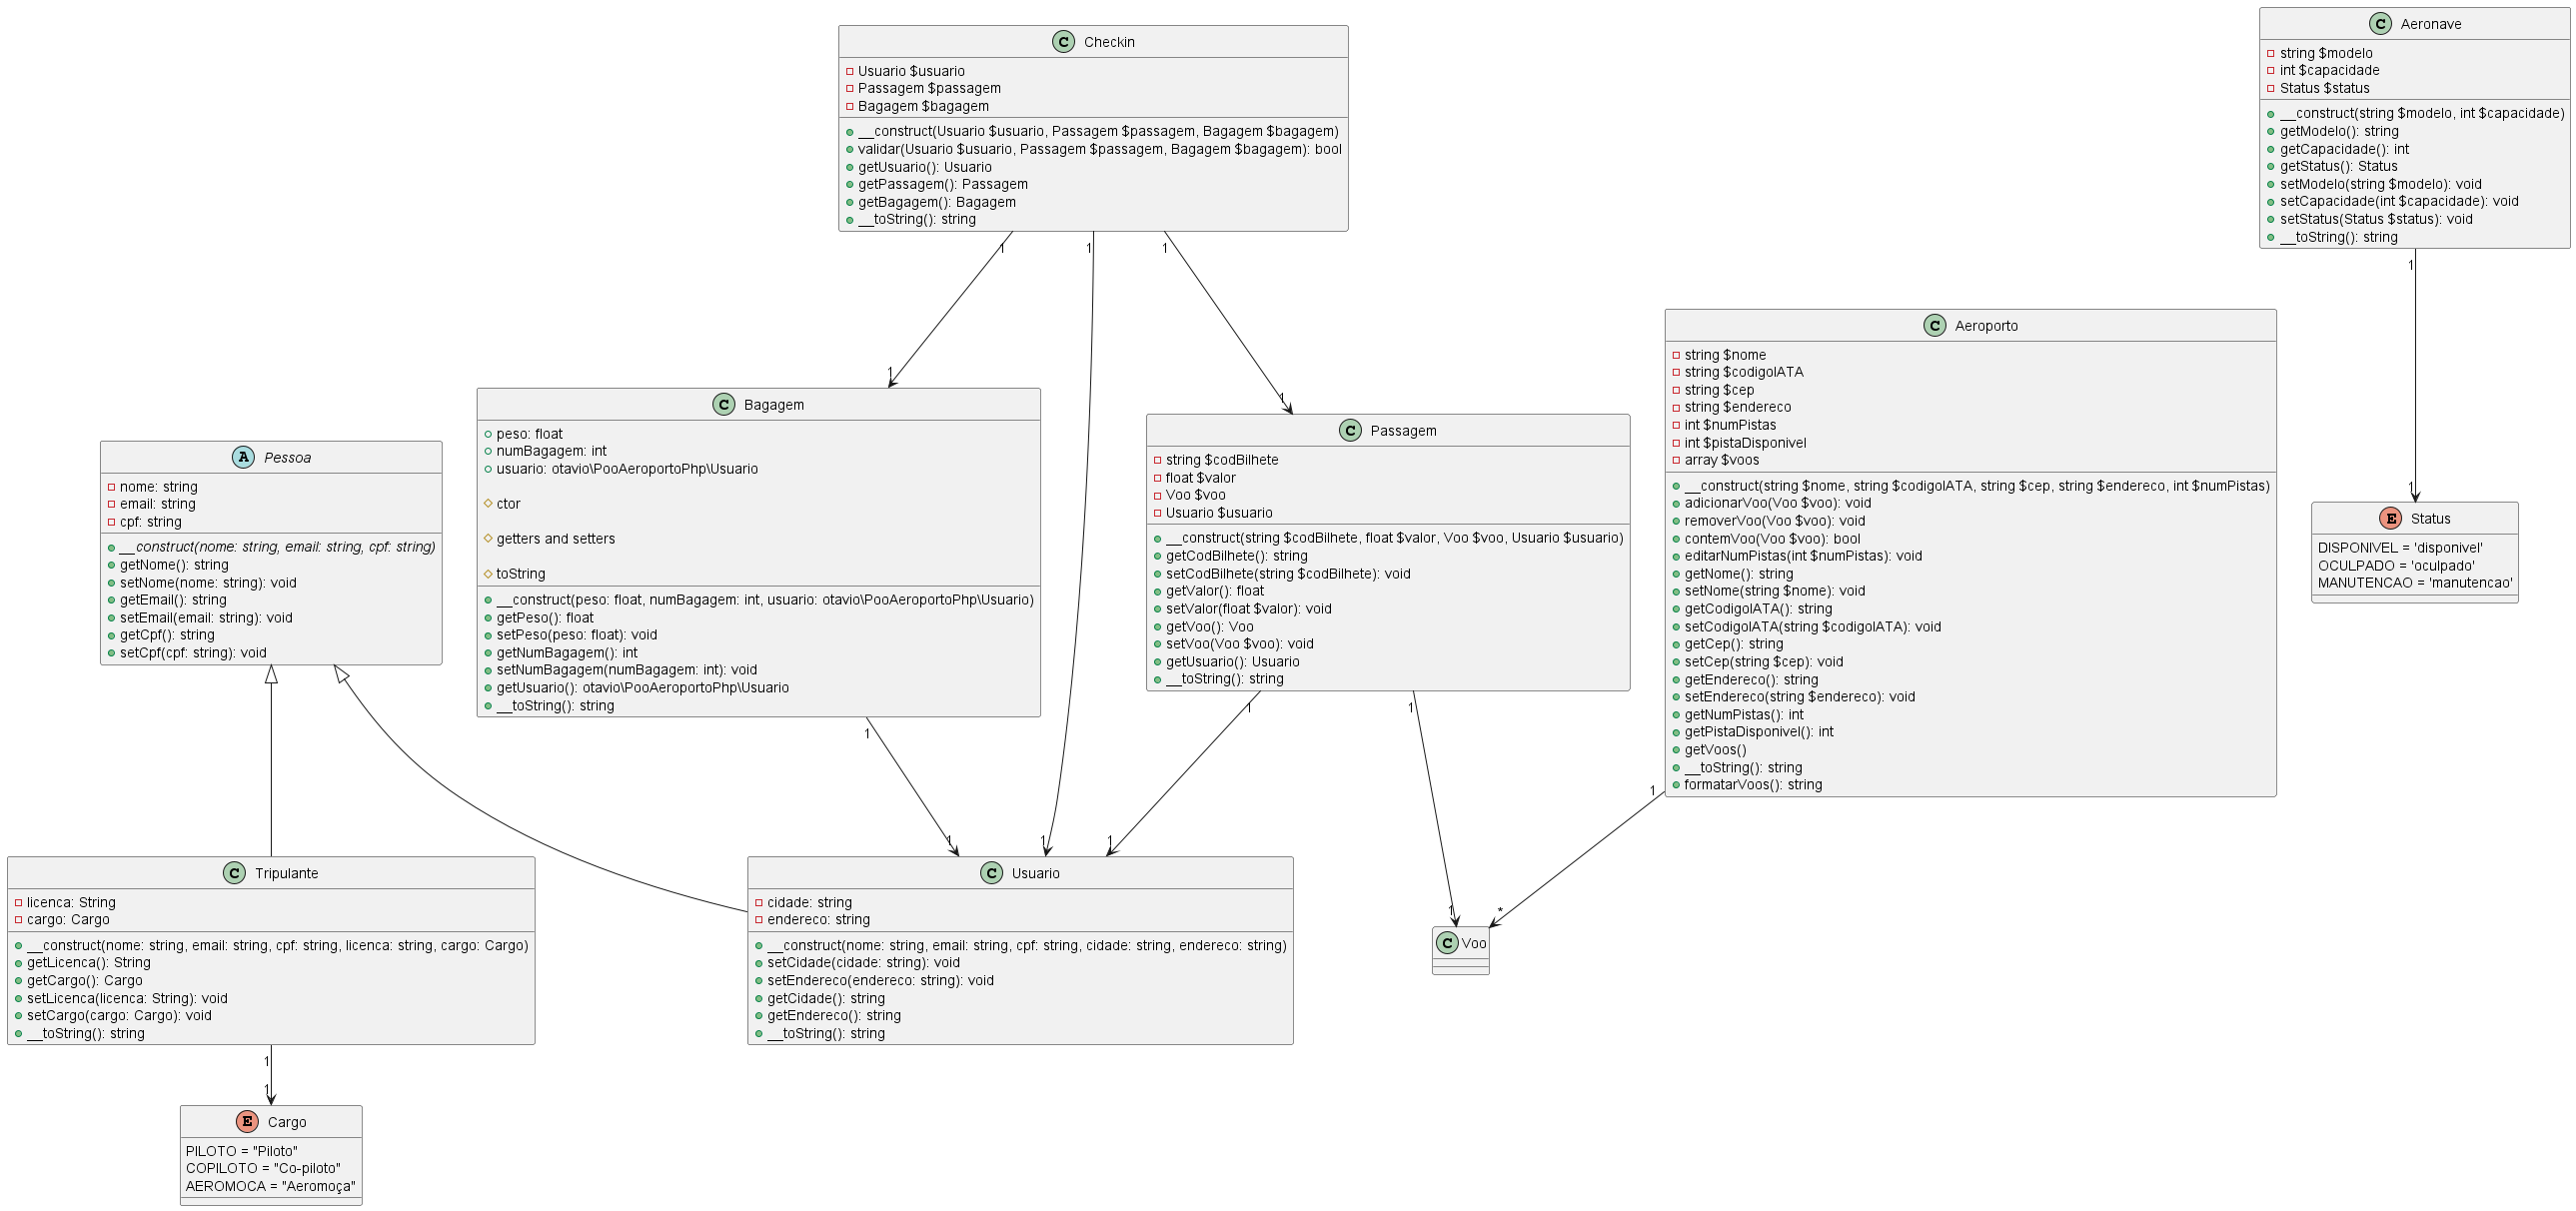 C Checkin
Usuario $usuario
Passagem $passagem
Bagagem $bagagem
__construct(Usuario $usuario, Passagem $passagem, Bagagem $bagagem)
validar(Usuario $usuario, Passagem $passagem, Bagagem $bagagem): bool
getUsuario(): Usuario
getPassagem(): Passagem
getBagagem(): Bagagem
__toString(): string
1
1
1
C Aeronave
string $modelo
int $capacidade
Status $status
__construct(string $modelo, int $capacidade)
getModelo(): string
getCapacidade(): int
getStatus(): Status
setModelo(string $modelo): void
setCapacidade(int $capacidade): void
setStatus(Status $status): void
__toString(): string
1
1
C Aeroporto
string $nome
string $codigoIATA
string $cep
string $endereco
int $numPistas
int $pistaDisponivel
array $voos
__construct(string $nome, string $codigoIATA, string $cep, string $endereco, int $numPistas)
adicionarVoo(Voo $voo): void
removerVoo(Voo $voo): void
contemVoo(Voo $voo): bool
editarNumPistas(int $numPistas): void
getNome(): string
setNome(string $nome): void
getCodigoIATA(): string
setCodigoIATA(string $codigoIATA): void
getCep(): string
setCep(string $cep): void
getEndereco(): string
setEndereco(string $endereco): void
getNumPistas(): int
getPistaDisponivel(): int
getVoos()
__toString(): string
formatarVoos(): string
1
*
1
C Bagagem
peso: float
numBagagem: int
usuario: otavio\PooAeroportoPhp\Usuario
ctor
getters and setters
toString
__construct(peso: float, numBagagem: int, usuario: otavio\PooAeroportoPhp\Usuario)
getPeso(): float
setPeso(peso: float): void
getNumBagagem(): int
setNumBagagem(numBagagem: int): void
getUsuario(): otavio\PooAeroportoPhp\Usuario
__toString(): string
1
1
1
C Passagem
string $codBilhete
float $valor
Voo $voo
Usuario $usuario
__construct(string $codBilhete, float $valor, Voo $voo, Usuario $usuario)
getCodBilhete(): string
setCodBilhete(string $codBilhete): void
getValor(): float
setValor(float $valor): void
getVoo(): Voo
setVoo(Voo $voo): void
getUsuario(): Usuario
__toString(): string
1
1
A Pessoa
nome: string
email: string
cpf: string
__construct(nome: string, email: string, cpf: string)
getNome(): string
setNome(nome: string): void
getEmail(): string
setEmail(email: string): void
getCpf(): string
setCpf(cpf: string): void
E Status
DISPONIVEL = 'disponivel'
OCULPADO = 'oculpado'
MANUTENCAO = 'manutencao'
C Tripulante
licenca: String
cargo: Cargo
__construct(nome: string, email: string, cpf: string, licenca: string, cargo: Cargo)
getLicenca(): String
getCargo(): Cargo
setLicenca(licenca: String): void
setCargo(cargo: Cargo): void
__toString(): string
1
1
1
1
1
C Usuario
cidade: string
endereco: string
__construct(nome: string, email: string, cpf: string, cidade: string, endereco: string)
setCidade(cidade: string): void
setEndereco(endereco: string): void
getCidade(): string
getEndereco(): string
__toString(): string
1
C Voo
E Cargo
PILOTO = "Piloto"
COPILOTO = "Co-piloto"
AEROMOCA = "Aeromoça"